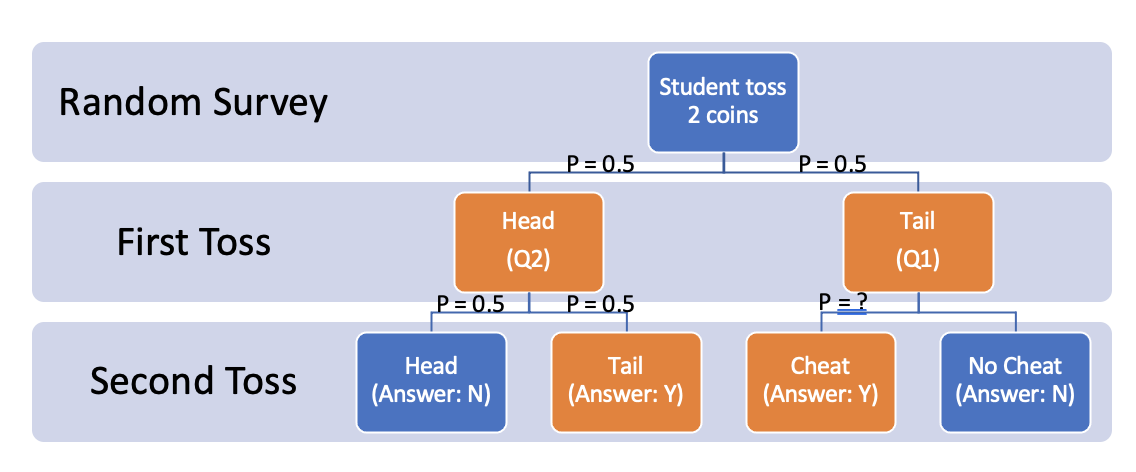 Random Survey
Student toss
2 coins
P = 0.5
P = 0.5
First Toss
Head
(Q2)
Tail
(Q1)
P = 0.5
P = 0.5
P = ?
Second Toss
Head
(Answer: N)
Tail
(Answer: Y)
Cheat
(Answer: Y)
No Cheat
(Answer: N)